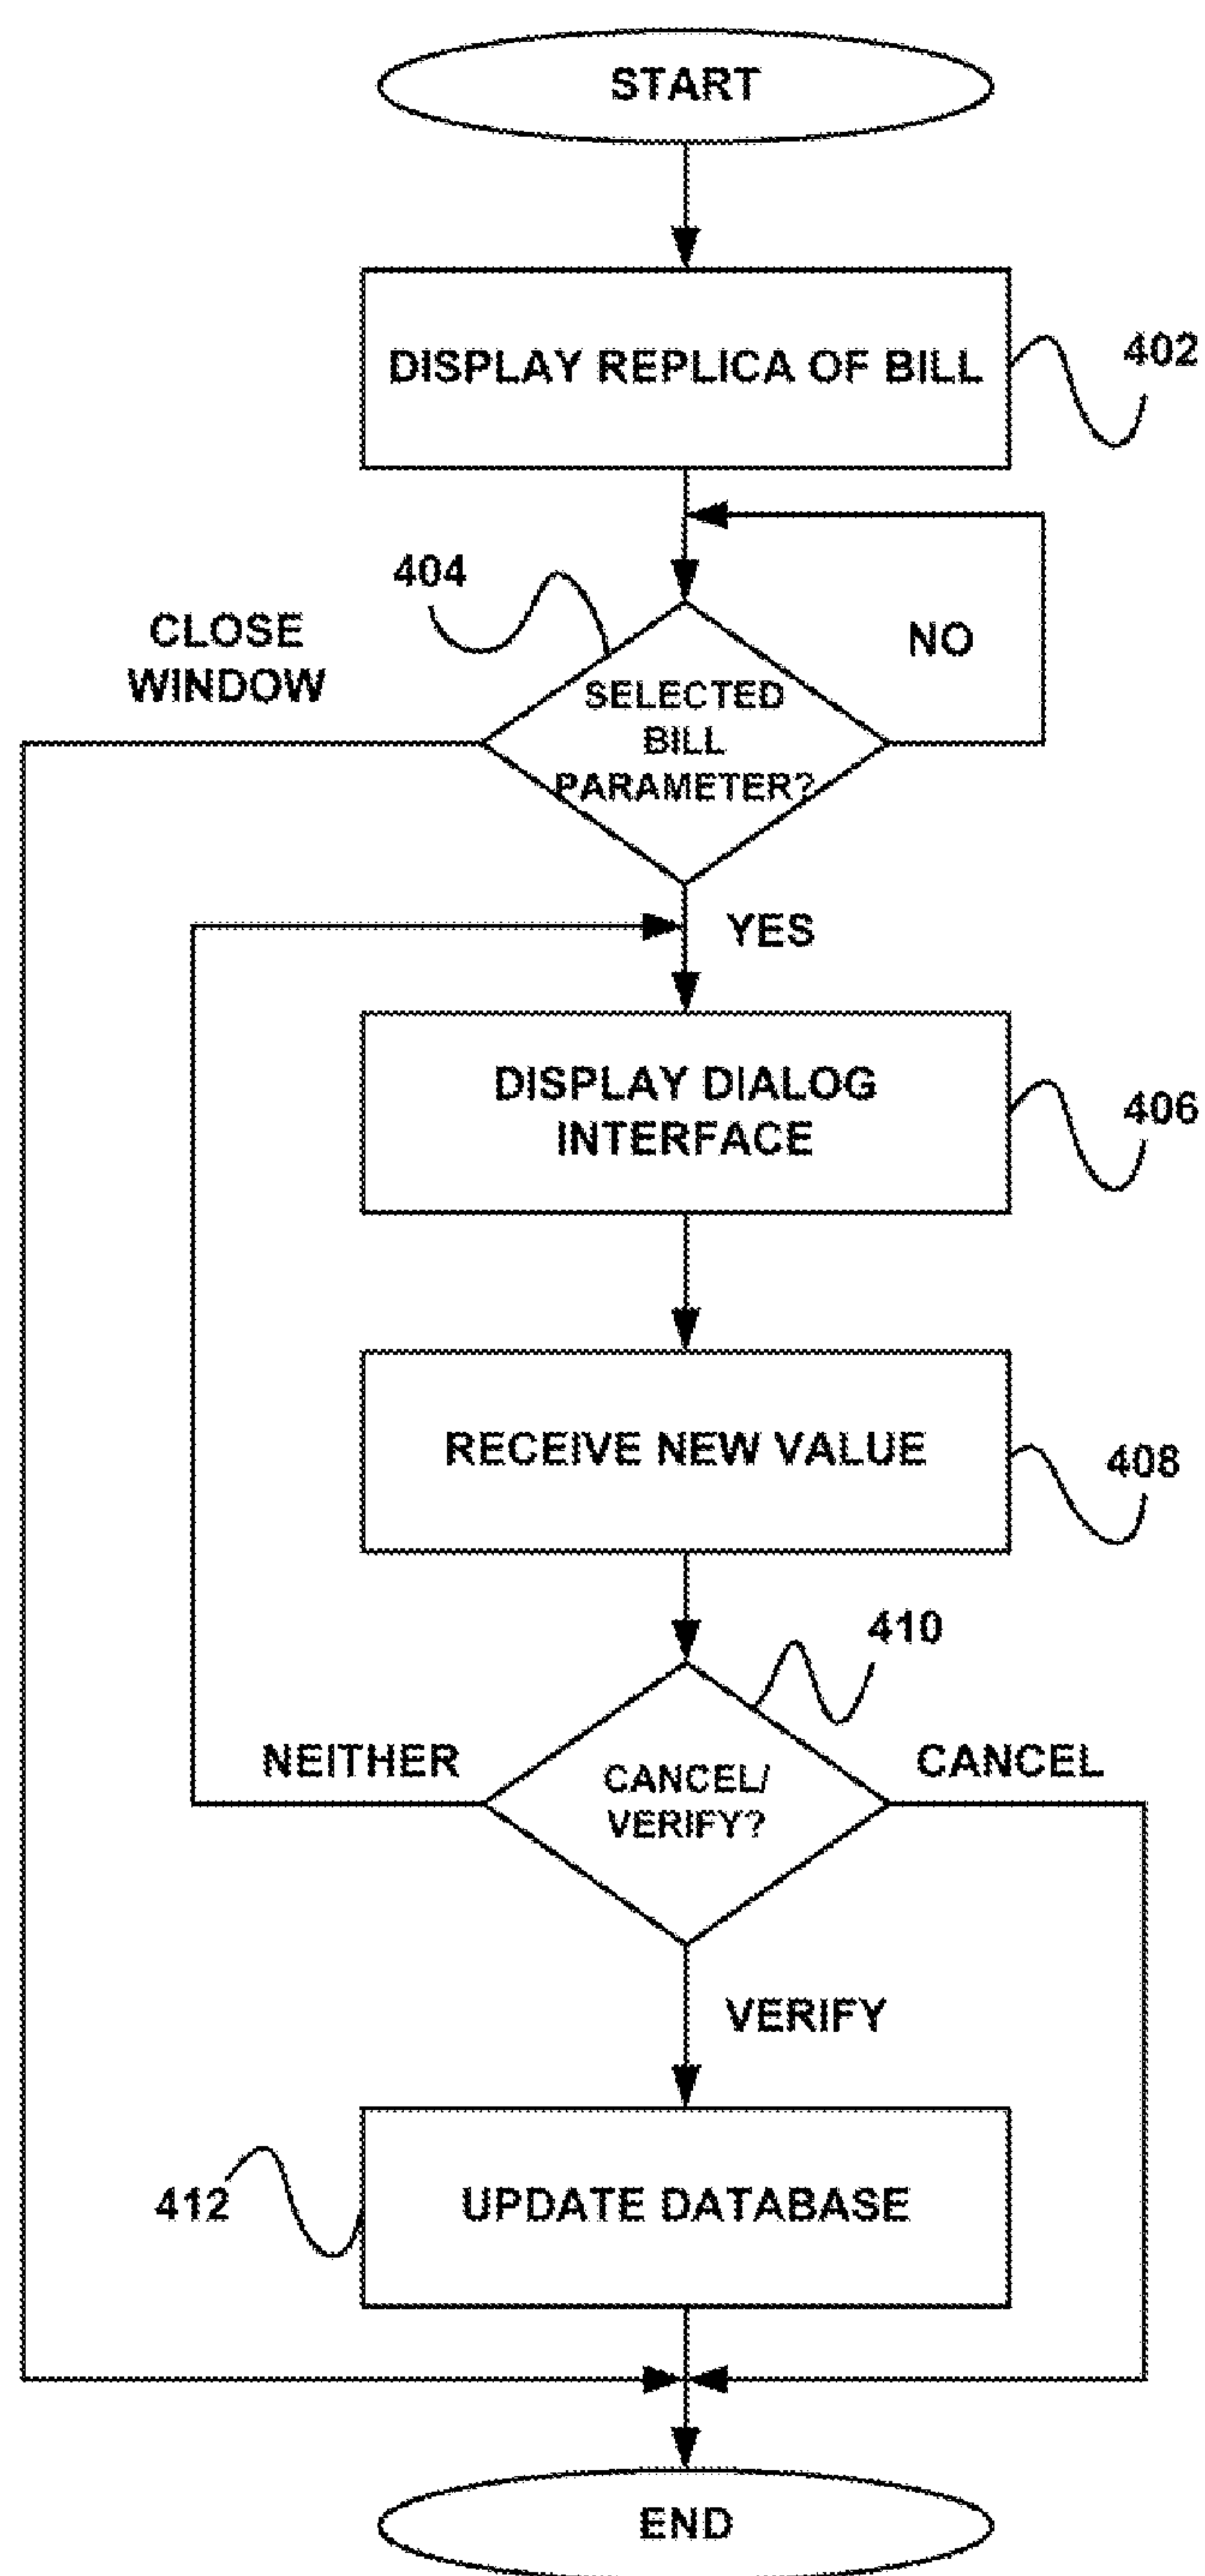 START
DISPLAY REPLICA OF BILL
402
404
CLOSE
WINDOW
NO
SELECTED
BILL
PARAMETER?
YES
DISPLAY DIALOG
INTERFACE
406
RECEIVE NEW VALUE
408
410
NEITHER
CANCEL/
VERIFY?
CANCEL
VERIFY
412
UPDATE DATABASE
END